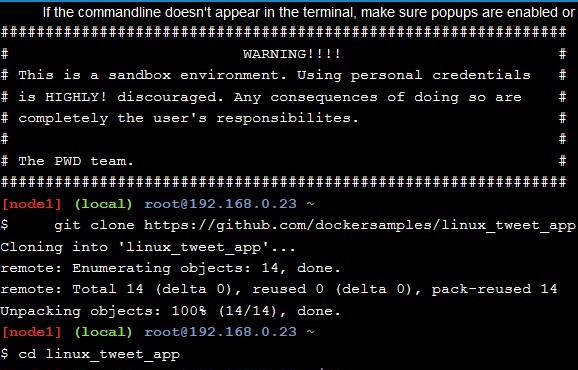 If the commandline doesn't appear in the terminal, make sure popups are enabled or
###############################################################
# WARNING!!!! #
# This is a sandbox environment. Using personal credentials #
# is HIGHLY! discouraged. Any consequences of doing so are #
# completely the user's responsibilites. #
# #
# The PWD team. #
###############################################################
[node1] (local) root@192.168.0.23 ~
$ git clone https://github.com/dockersamples/linux_tweet_app
Cloning into 'linux_tweet_app'...
remote: Enumerating objects: 14, done.
remote: Total 14 (delta 0), reused 0 (delta 0), pack-reused 14
Unpacking objects: 100% (14/14), done.
[node1] (local) root@192.168.0.23 ~
$ cd linux_tweet_app